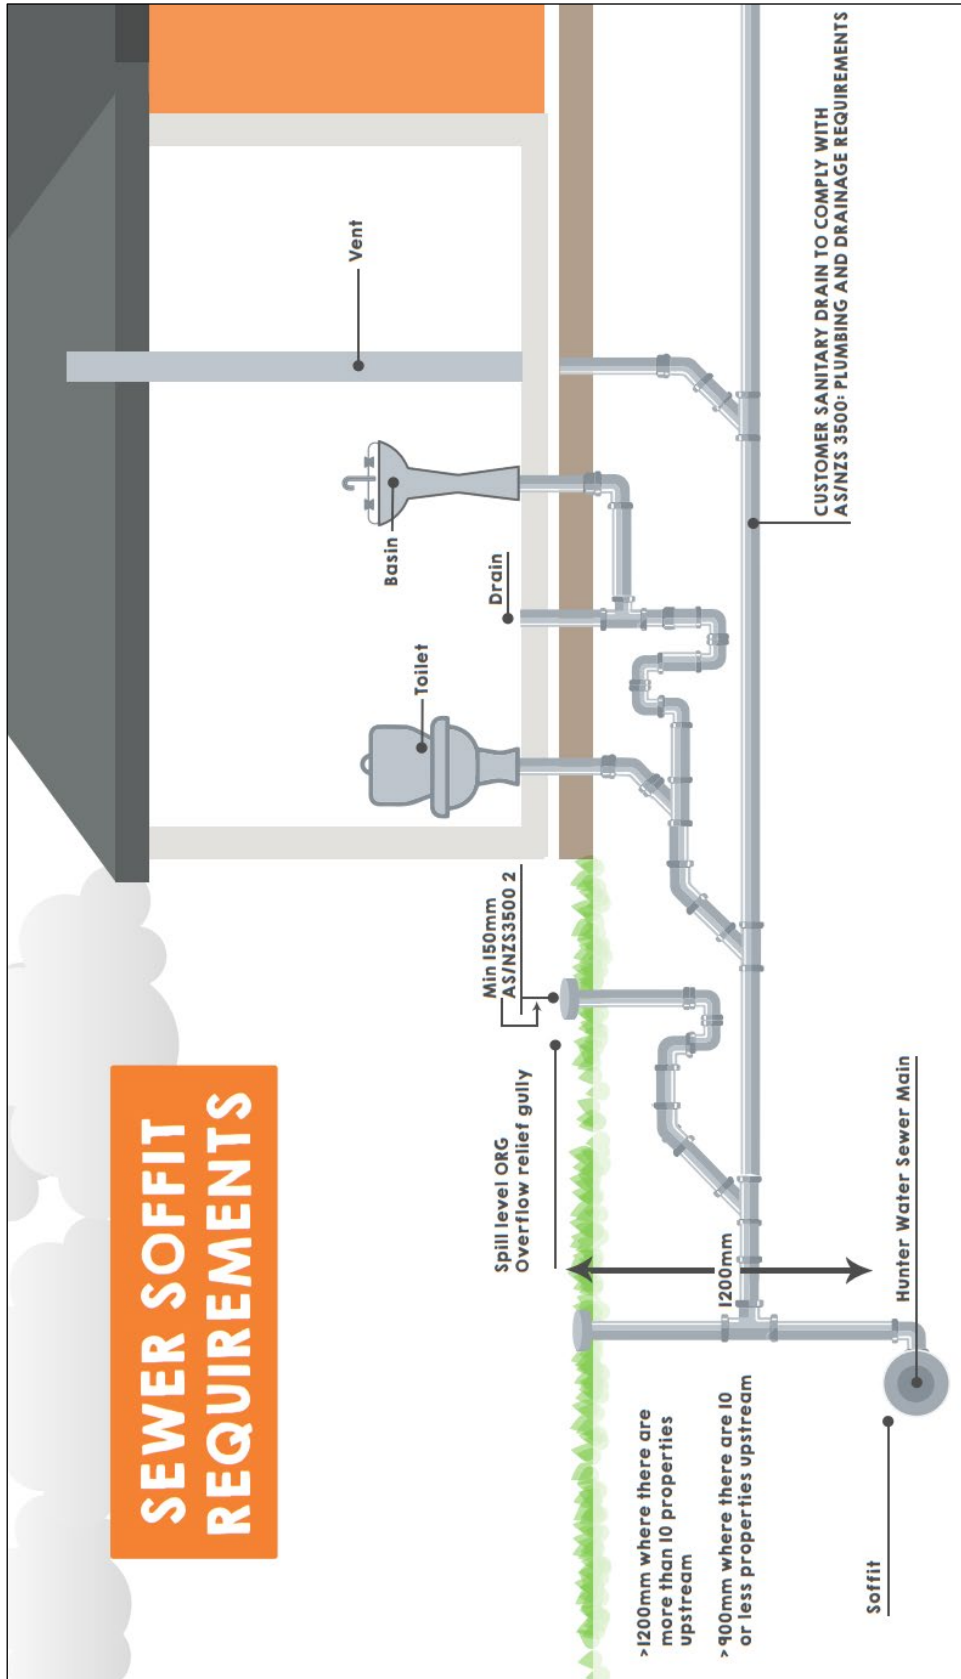 SEWER SOFFIT
REQUIREMENTS
Vent
Basin
Drain
Toilet
Min 150mm
AS/NZS3500 2
Spill level ORG
Overflow relief gully
CUSTOMER SANITARY DRAIN TO COMPLY WITH
AS/NZS 3500: PLUMBING AND DRAINAGE REQUIREMENTS
1200mm
>1200mm where there are
more than 10 properties
upstream
>900mm where there are 10
or less properties upstream
Hunter Water Sewer Main
Soffit